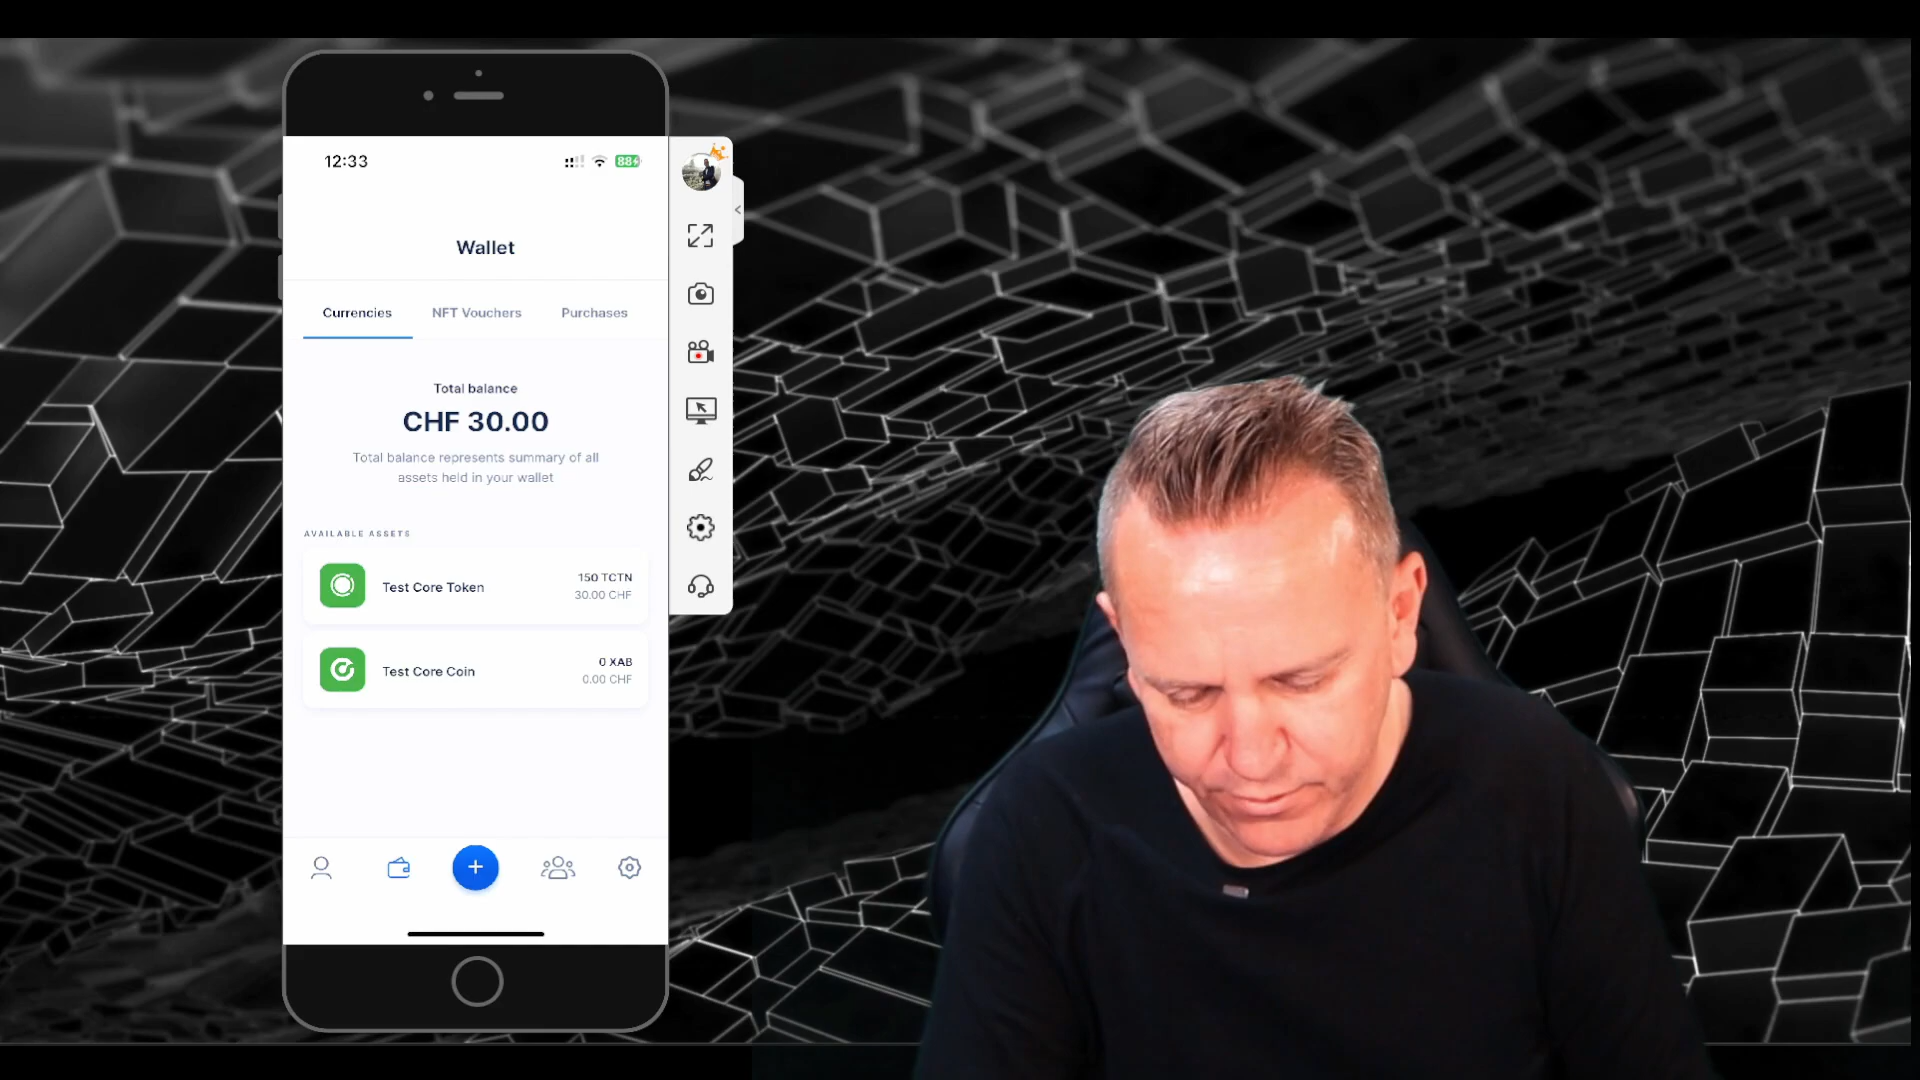 12:33
88
Wallet
Currencies
NFT Vouchers
Purchases
Total balance
CHF 30.00
Total balance represents summary of all
assets held in your wallet
AVAILABLE ASSETS
Test Core Token
150 TCTN
30.00 CHF
Test Core Coin
0 XAB
0.00 CHF